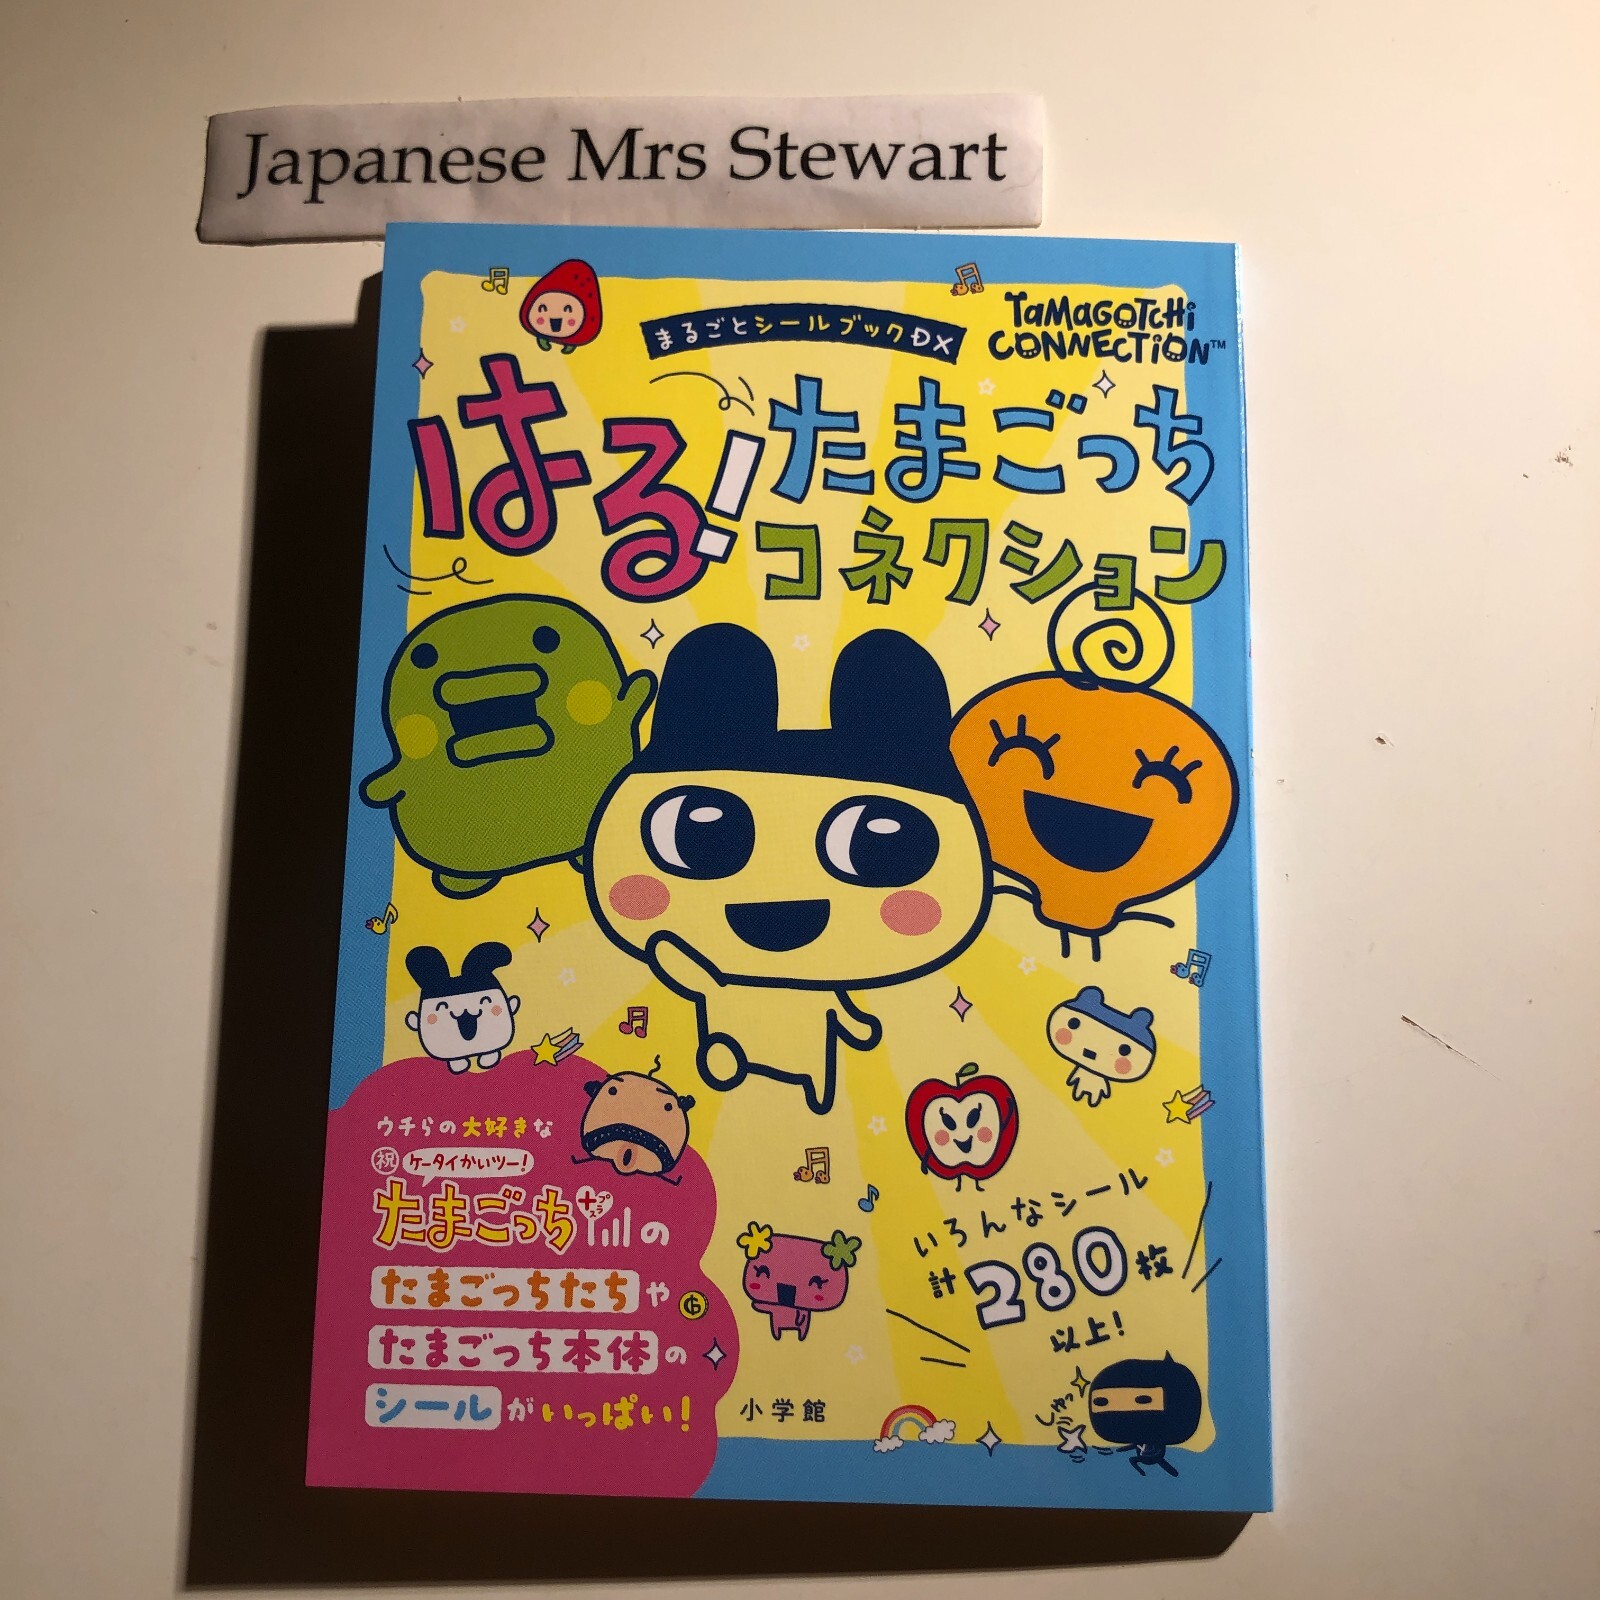 Japanese Mrs Stewart
まるごとシールブックDX
TAMAGOTCHI
CONNECTION™
はる!
たまごっち
コネクション
ウチらの大好きな
祝 ケータイかいツー!
たまごっち+プラス の
たまごっちたちや
たまごっち本体の
シールがいっぱい!
G
いろんなシール
計280枚
以上!
しゅっ
小学館